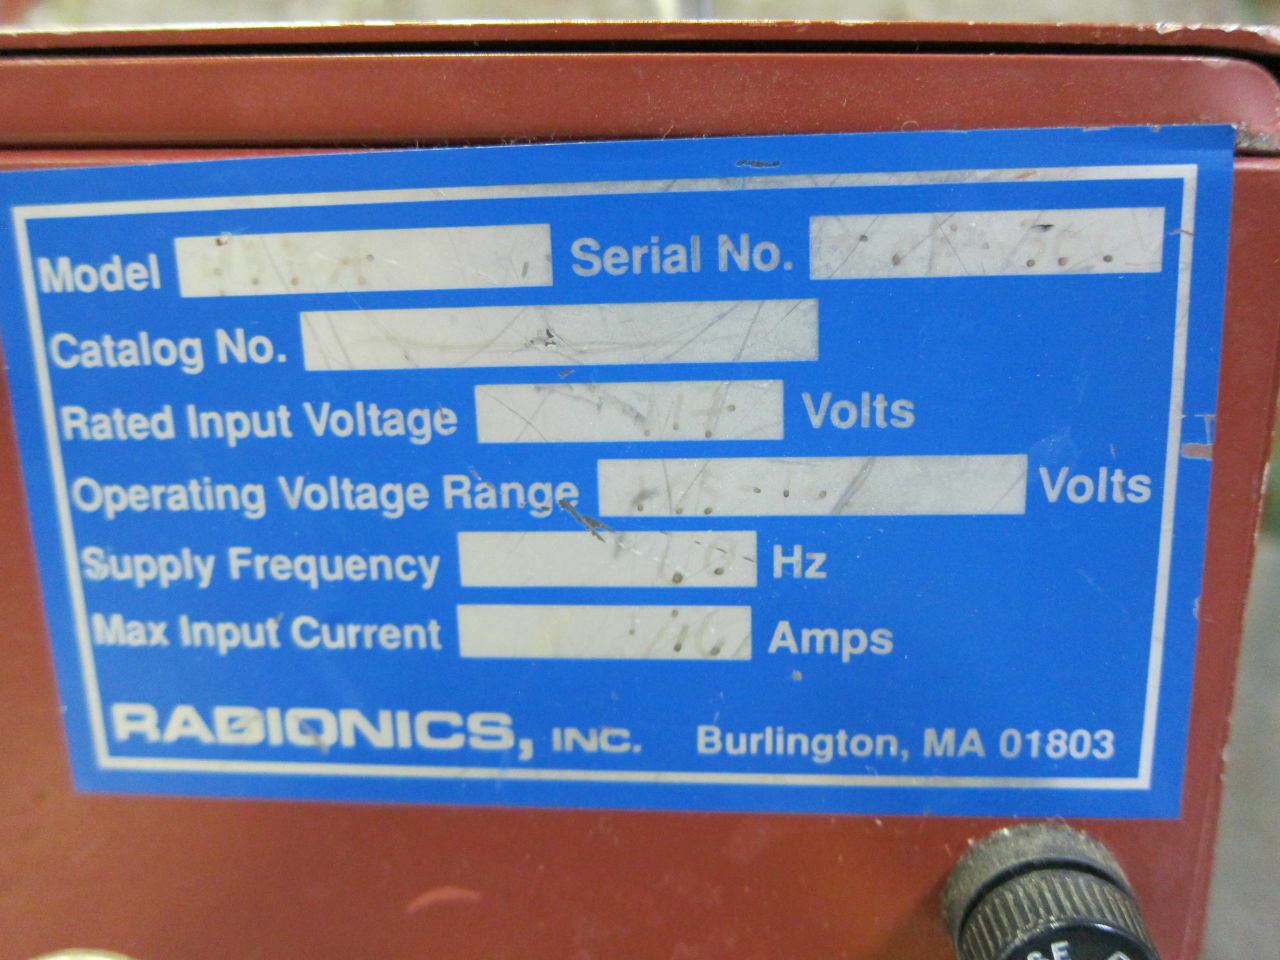 Model Serial No.
Catalog No.
Rated Input Voltage 117 Volts
Operating Voltage Range Volts
Supply Frequency Hz
Max Input Current Amps
RADIONICS, INC. Burlington, MA 01803